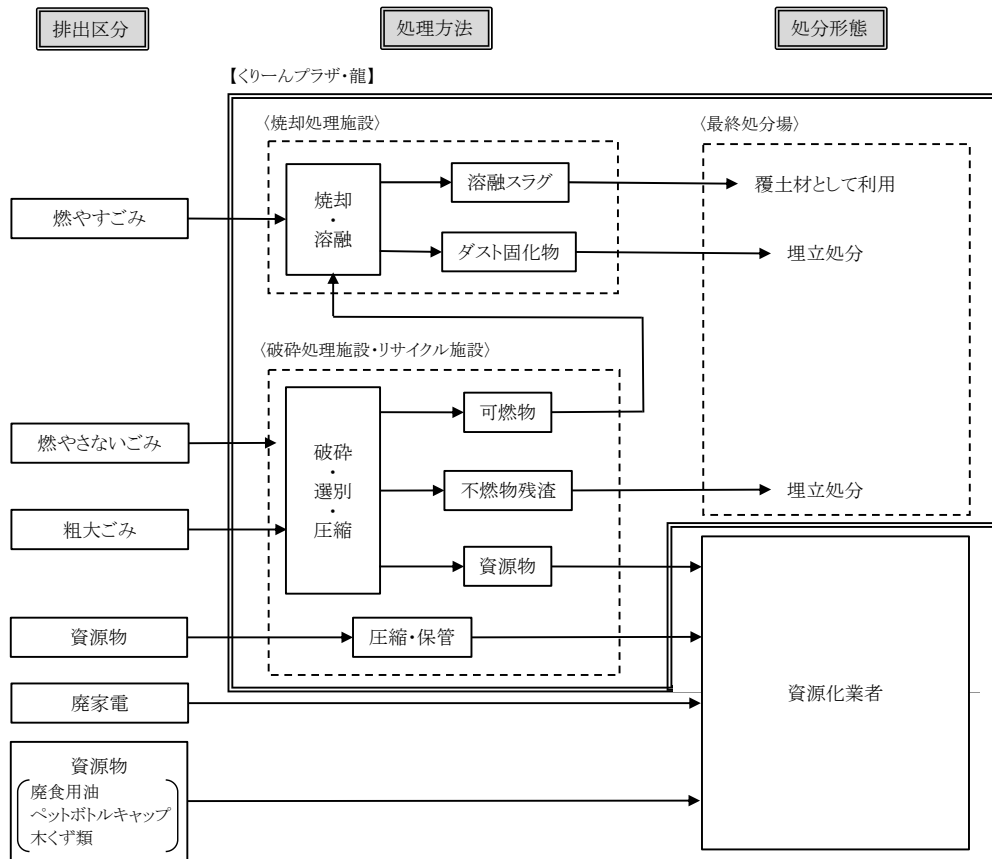 排出区分
処理方法
処分形態
【くりーんプラザ・龍】
〈焼却処理施設〉
〈最終処分場〉
燃やすごみ
焼却
・
溶融
溶融スラグ
覆土材として利用
ダスト固化物
埋立処分
〈破砕処理施設・リサイクル施設〉
燃やさないごみ
粗大ごみ
破砕
・
選別
・
圧縮
可燃物
不燃物残渣
埋立処分
資源物
資源物
圧縮・保管
廃家電
資源化業者
資源物
廃食用油
ペットボトルキャップ
木くず類